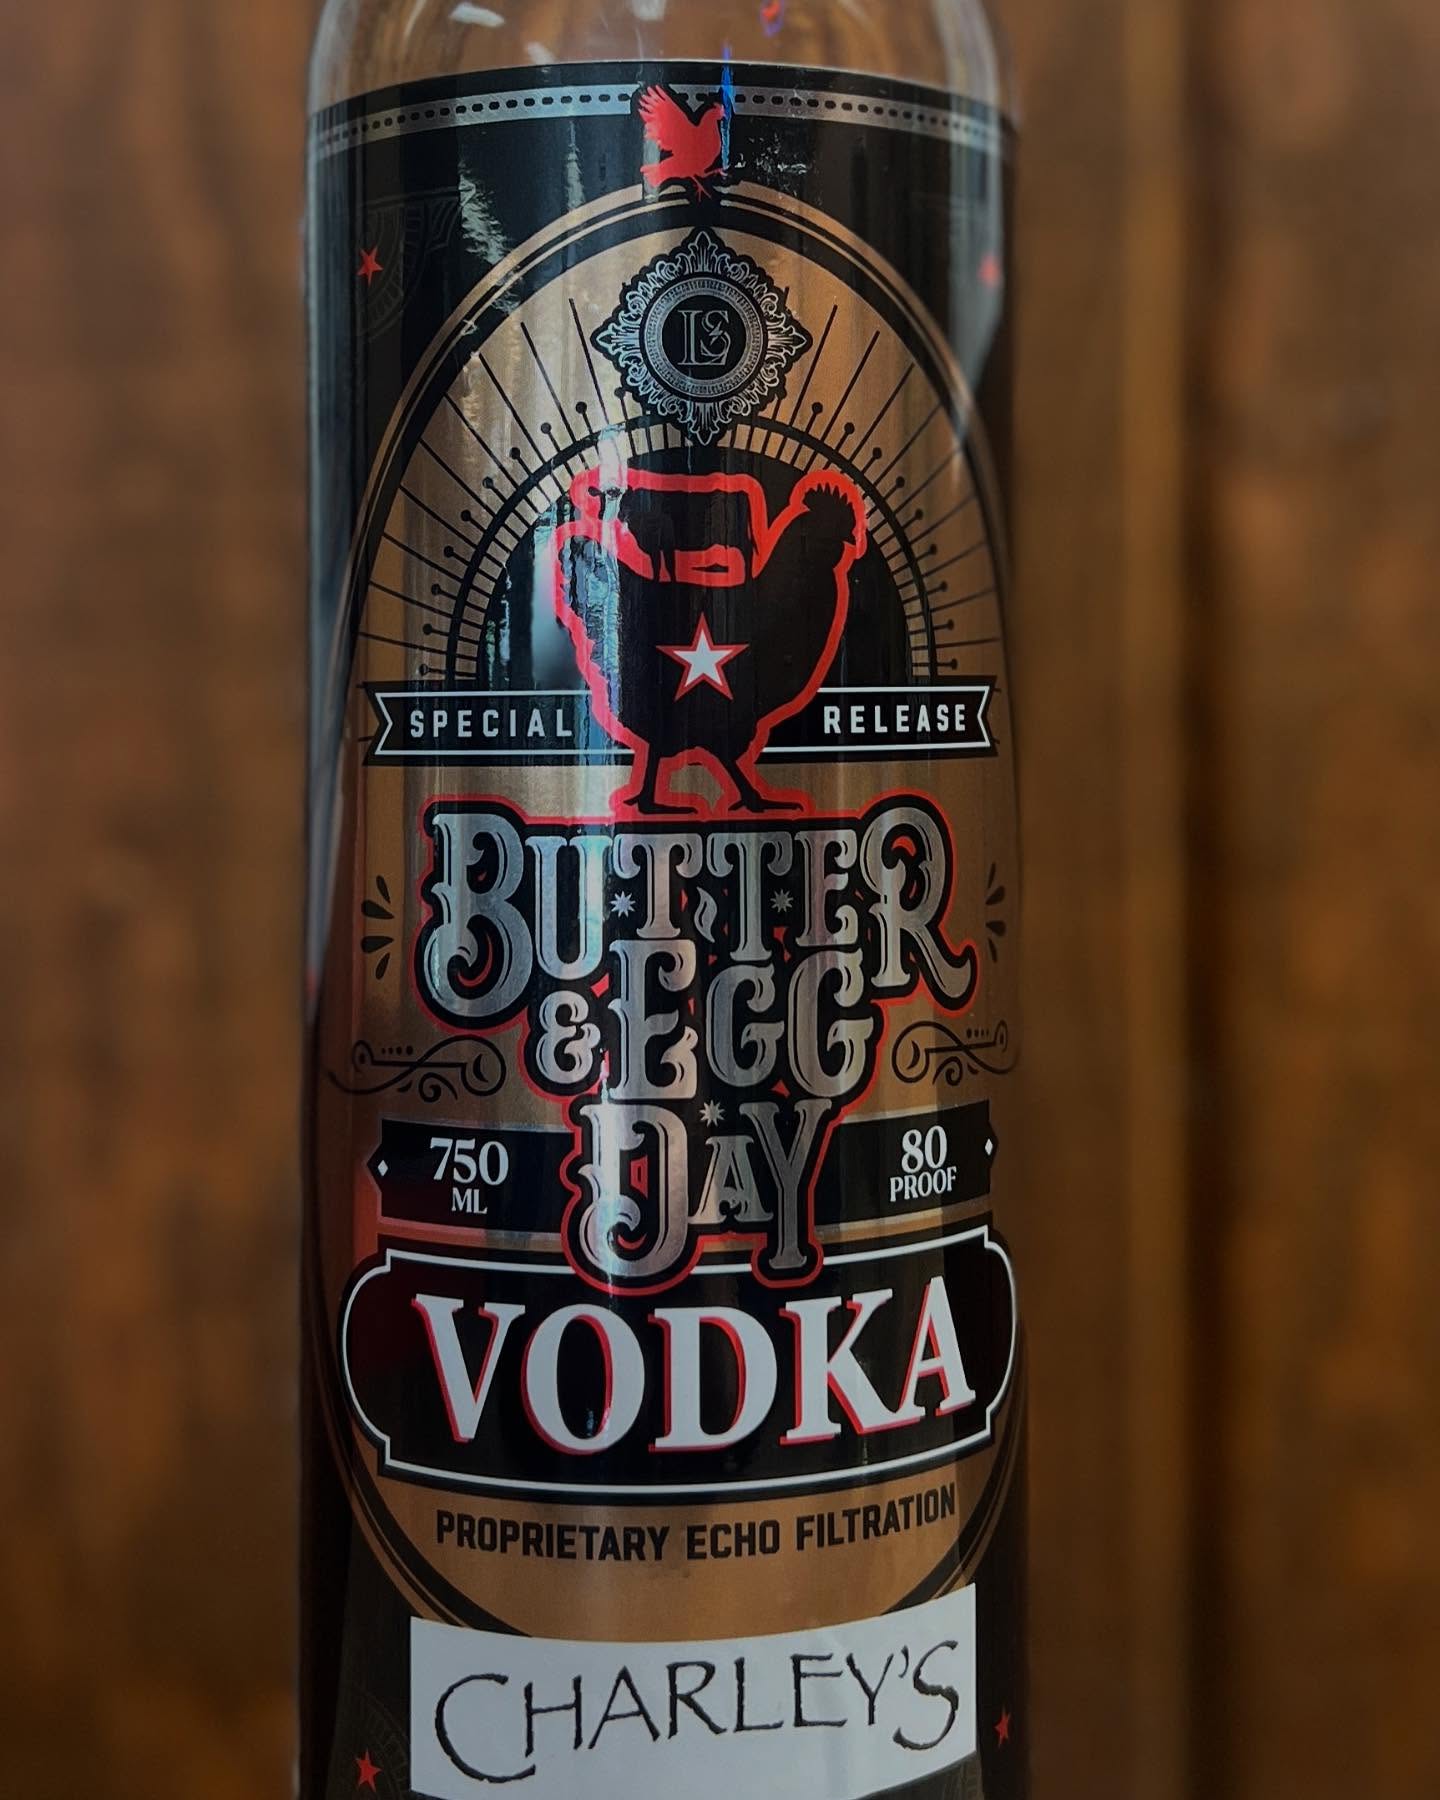 SPECIAL RELEASE
BUTTER
& EGG
DAY
750
ML
80
PROOF
VODKA
PROPRIETARY ECHO FILTRATION
CHARLEY'S